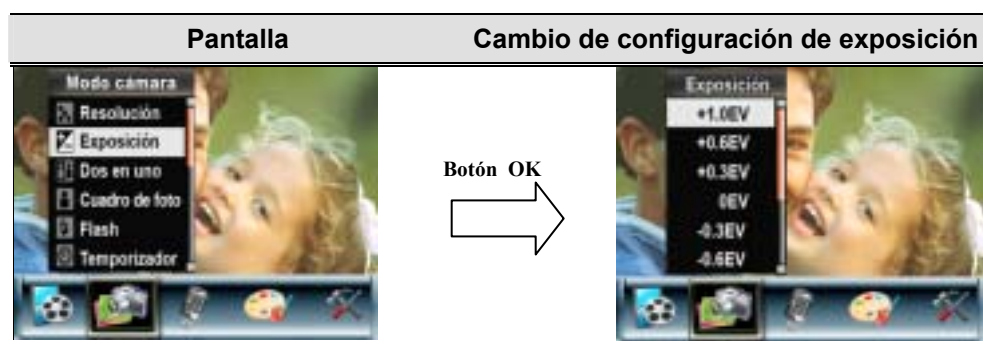 Pantalla Cambio de configuración de exposición
Modo cámara
Resolución
Exposición
Dos en uno
Cuadro de foto
Flash
Temporizador
Botón OK
Exposición
+1.0EV
+0.6EV
+0.3EV
0EV
-0.3EV
-0.6EV